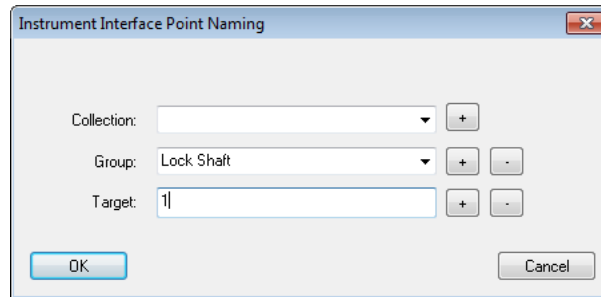 Instrument Interface Point Naming
Collection: +
Group: Lock Shaft + -
Target: 1 + -
OK Cancel